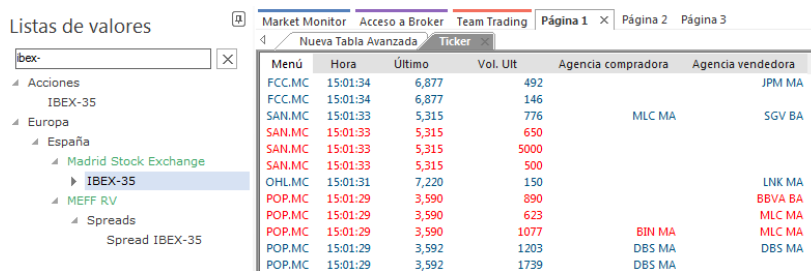 Listas de valores
ibex-
Acciones
IBEX-35
Europa
España
Madrid Stock Exchange
IBEX-35
MEFF RV
Spreads
Spread IBEX-35
Market Monitor Acceso a Broker Team Trading Página 1 Página 2 Página 3
Nueva Tabla Avanzada Ticker
Menú Hora Último Vol. Ult Agencia compradora Agencia vendedora
FCC.MC 15:01:34 6,877 492 JPM MA
FCC.MC 15:01:34 6,877 146
SAN.MC 15:01:33 5,315 776 MLC MA SGV BA
SAN.MC 15:01:33 5,315 650
SAN.MC 15:01:33 5,315 5000
SAN.MC 15:01:33 5,315 500
OHL.MC 15:01:31 7,220 150 LNK MA
POP.MC 15:01:29 3,590 890 BBVA BA
POP.MC 15:01:29 3,590 623 MLC MA
POP.MC 15:01:29 3,590 1077 BIN MA MLC MA
POP.MC 15:01:29 3,592 1203 DBS MA DBS MA
POP.MC 15:01:29 3,592 1739 DBS MA